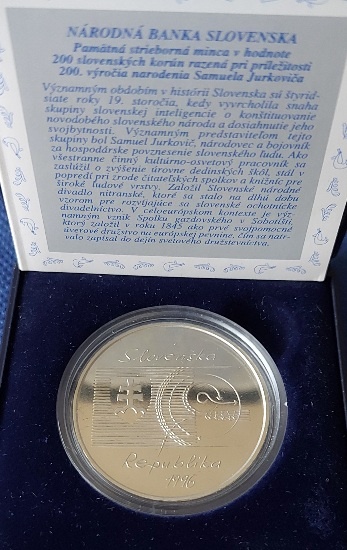 NÁRODNÁ BANKA SLOVENSKA
Pamätná strieborná minca v hodnote
200 slovenských korún razená pri príležitosti
200. výročia narodenia Samuela Jurkoviča
Významným obdobím v histórii Slovenska sú štyrid-
siate roky 19. storočia, kedy vyvrcholila snaha
skupiny slovenskej inteligencie o konštituovanie
novodobého slovenského národa a dosiahnutie jeho
svojbytnosti. Významným predstaviteľom tejto
skupiny bol Samuel Jurkovič, národovec a bojovník
za hospodárske povznesenie slovenského ľudu. Ako
všestranne činný kultúrno-osvetový pracovník sa
zaslúžil o zvýšenie úrovne dedinských škôl, stál v
popredí pri zrode čitateľských spolkov a knižníc pre
široké ľudové vrstvy. Založil Slovenské národné
divadlo nitranské, ktoré sa stalo na dlhú dobu
vzorom pre rozvíjajúce sa slovenské ochotnícke
divadelníctvo. V celoeurópskom kontexte je výz-
namným vznik Spolku gazdovského v Sobotišti,
ktorý založil v roku 1845 ako prvé svojpomocné
úverové družstvo na európskej pevnine, čím sa natr-
valo zapísal do dejín svetového družstevníctva.
Slovenská
Republika
1996